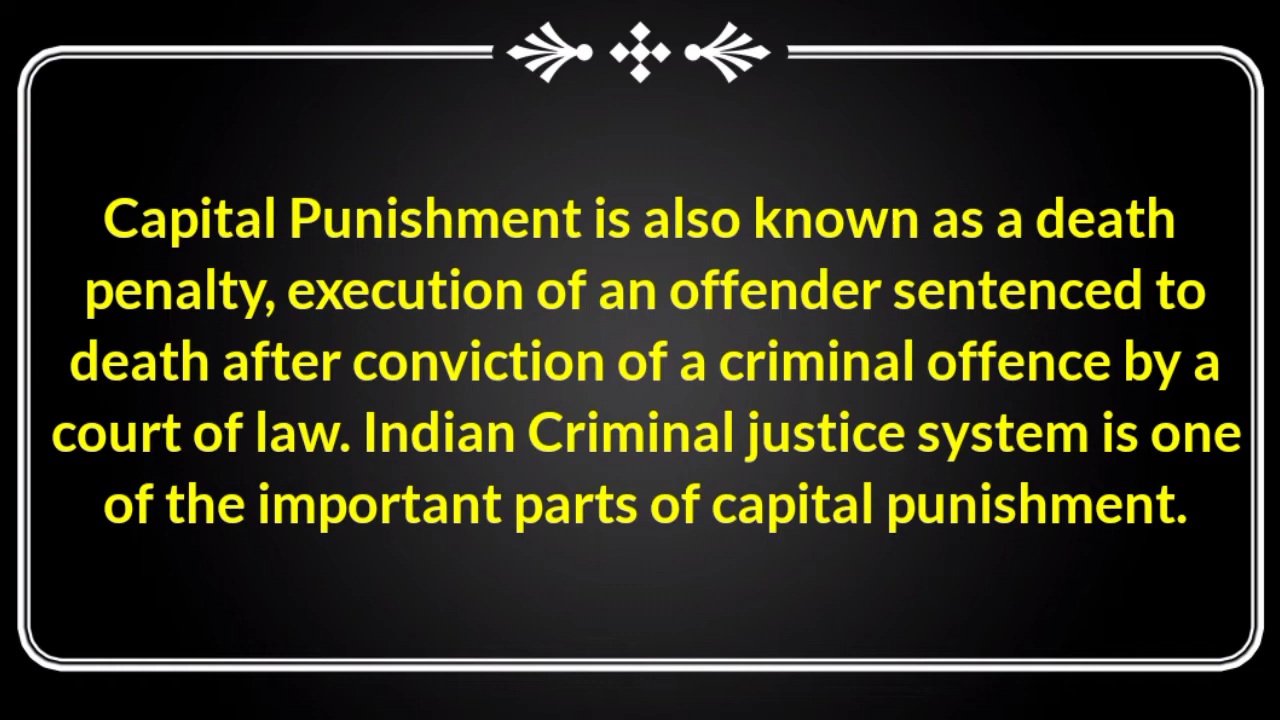 Capital Punishment is also known as a death
penalty, execution of an offender sentenced to
death after conviction of a criminal offence by a
court of law. Indian Criminal justice system is one
of the important parts of capital punishment.